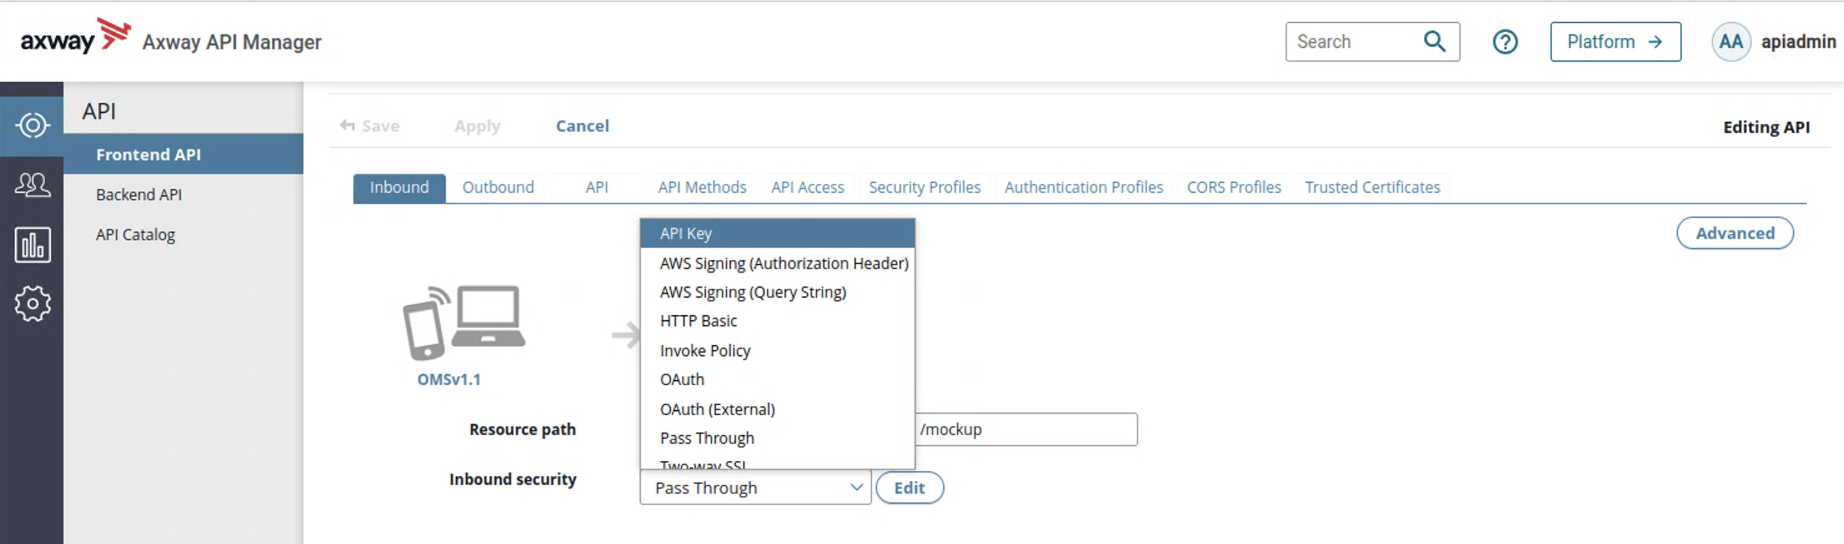 axway Axway API Manager Search Platform → AA apiadmin
API
Save Apply Cancel Editing API
Frontend API
Inbound Outbound API API Methods API Access Security Profiles Authentication Profiles CORS Profiles Trusted Certificates
Backend API
API Catalog
API Key
Advanced
AWS Signing (Authorization Header)
AWS Signing (Query String)
HTTP Basic
Invoke Policy
OAuth
OMSv1.1
OAuth (External)
Resource path /mockup
Pass Through
Two-way SSL
Inbound security Pass Through Edit